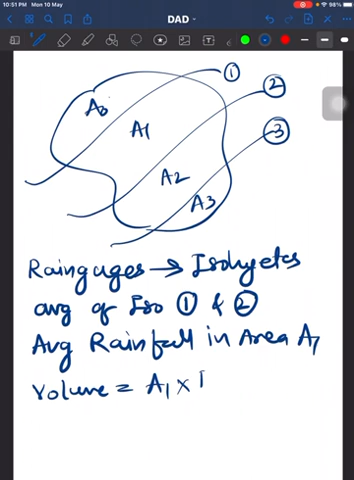 10:51 PM Mon 10 May
98%
DAD
1
2
3
A0
A1
A2
A3
Raingauges → Isohyetes
avg of Iso ① & ②
Avg Rainfall in Area A1
Volume = A1 ×